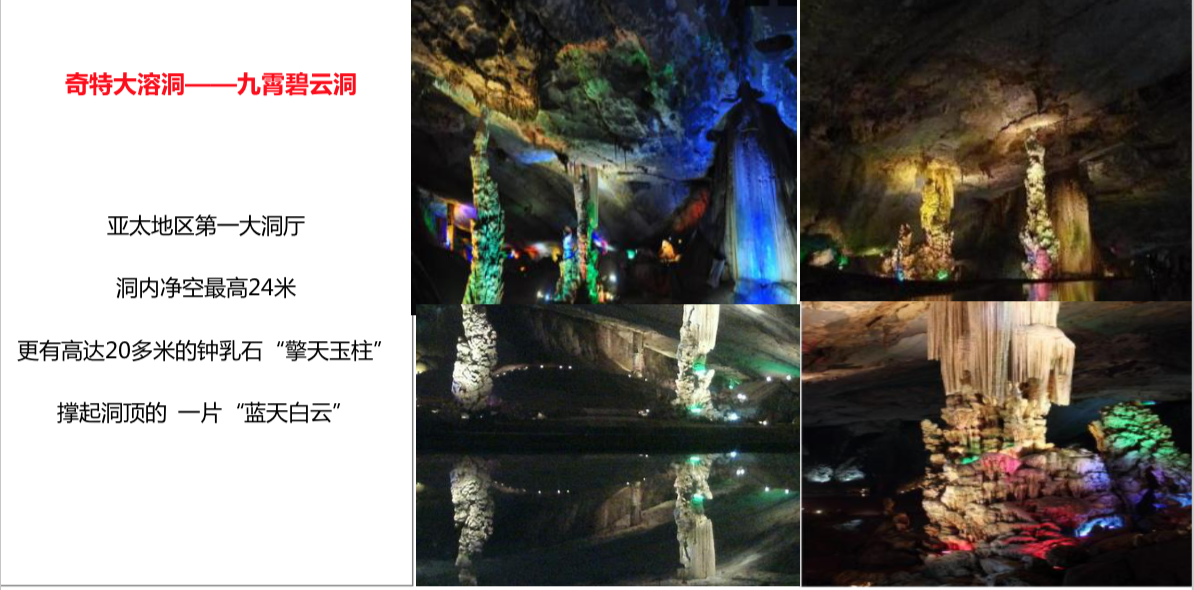 奇特大溶洞——九霄碧云洞
亚太地区第一大洞厅
洞内净空最高24米
更有高达20多米的钟乳石“擎天玉柱”
撑起洞顶的 一片“蓝天白云”